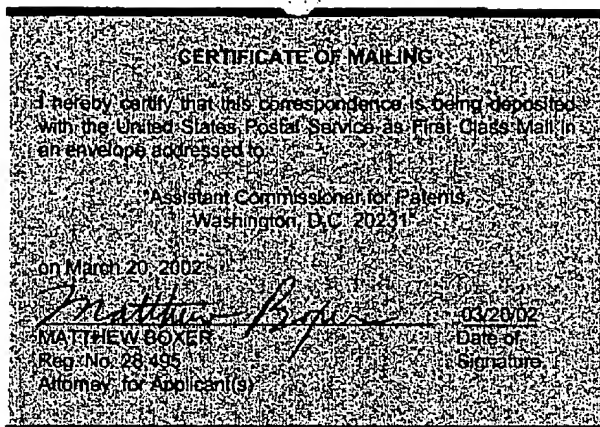 CERTIFICATE OF MAILING
I hereby certify that this correspondence is being deposited
with the United States Postal Service as First Class Mail in
an envelope addressed to:
"Assistant Commissioner for Patents,
Washington, D.C. 20231"
on March 20, 2002.
Matthew Boxer 03/20/02
MATTHEW BOXER Date of
Reg. No. 28,495 Signature
Attorney for Applicant(s)